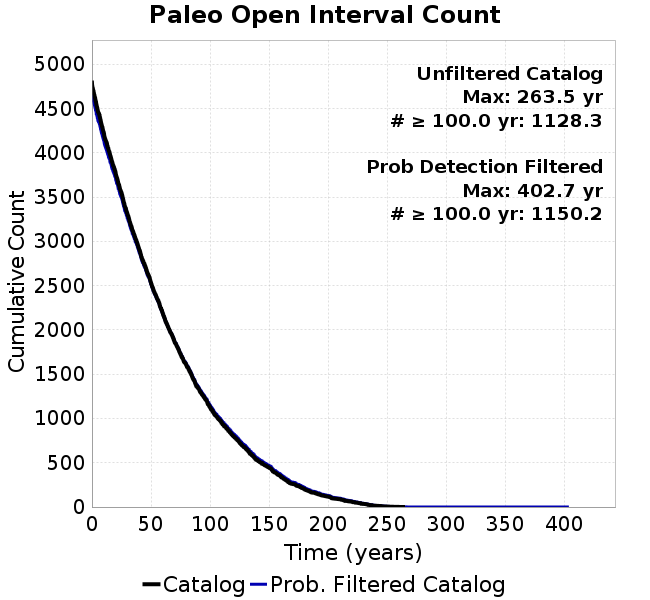 Paleo Open Interval Count
Unfiltered Catalog
Max: 263.5 yr
# ≥ 100.0 yr: 1128.3
Prob Detection Filtered
Max: 402.7 yr
# ≥ 100.0 yr: 1150.2
Cumulative Count
5000
4500
4000
3500
3000
2500
2000
1500
1000
500
0
0 50 100 150 200 250 300 350 400
Time (years)
Catalog Prob. Filtered Catalog